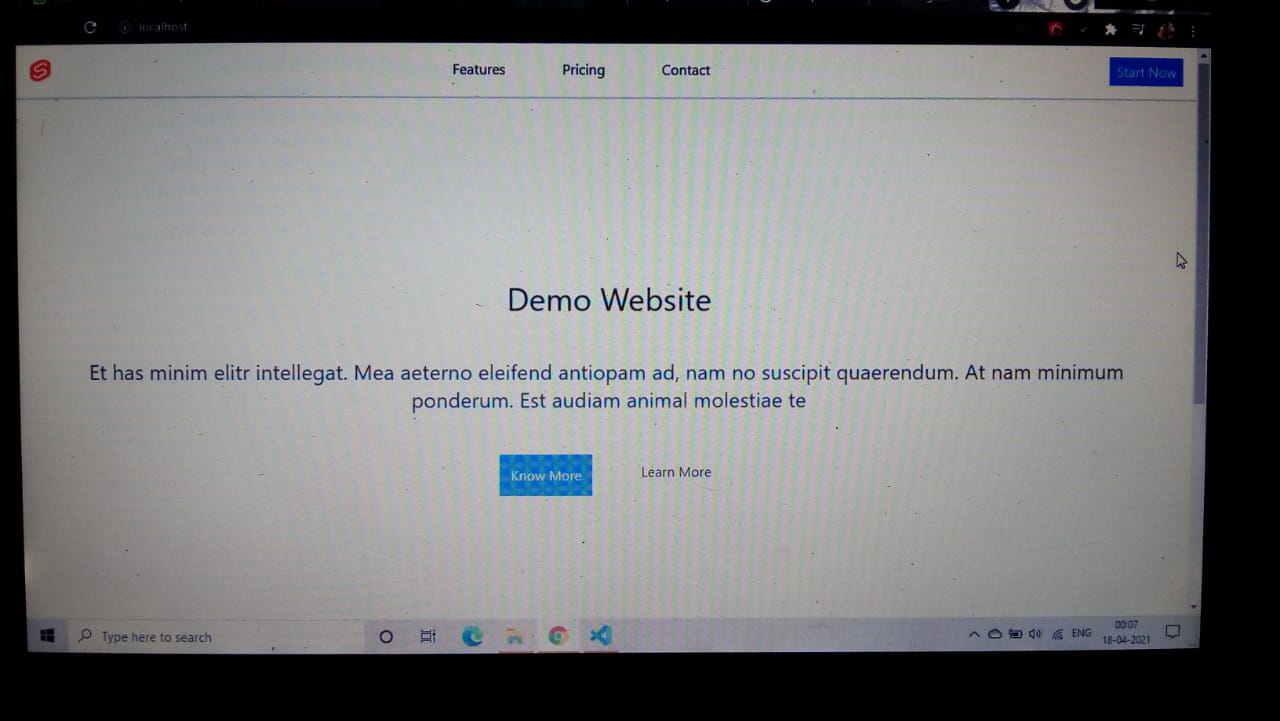 localhost
Features Pricing Contact Start Now
Demo Website
Et has minim elitr intellegat. Mea aeterno eleifend antiopam ad, nam no suscipit quaerendum. At nam minimum
ponderum. Est audiam animal molestiae te
Know More Learn More
Type here to search
ENG
00:07
18-04-2021